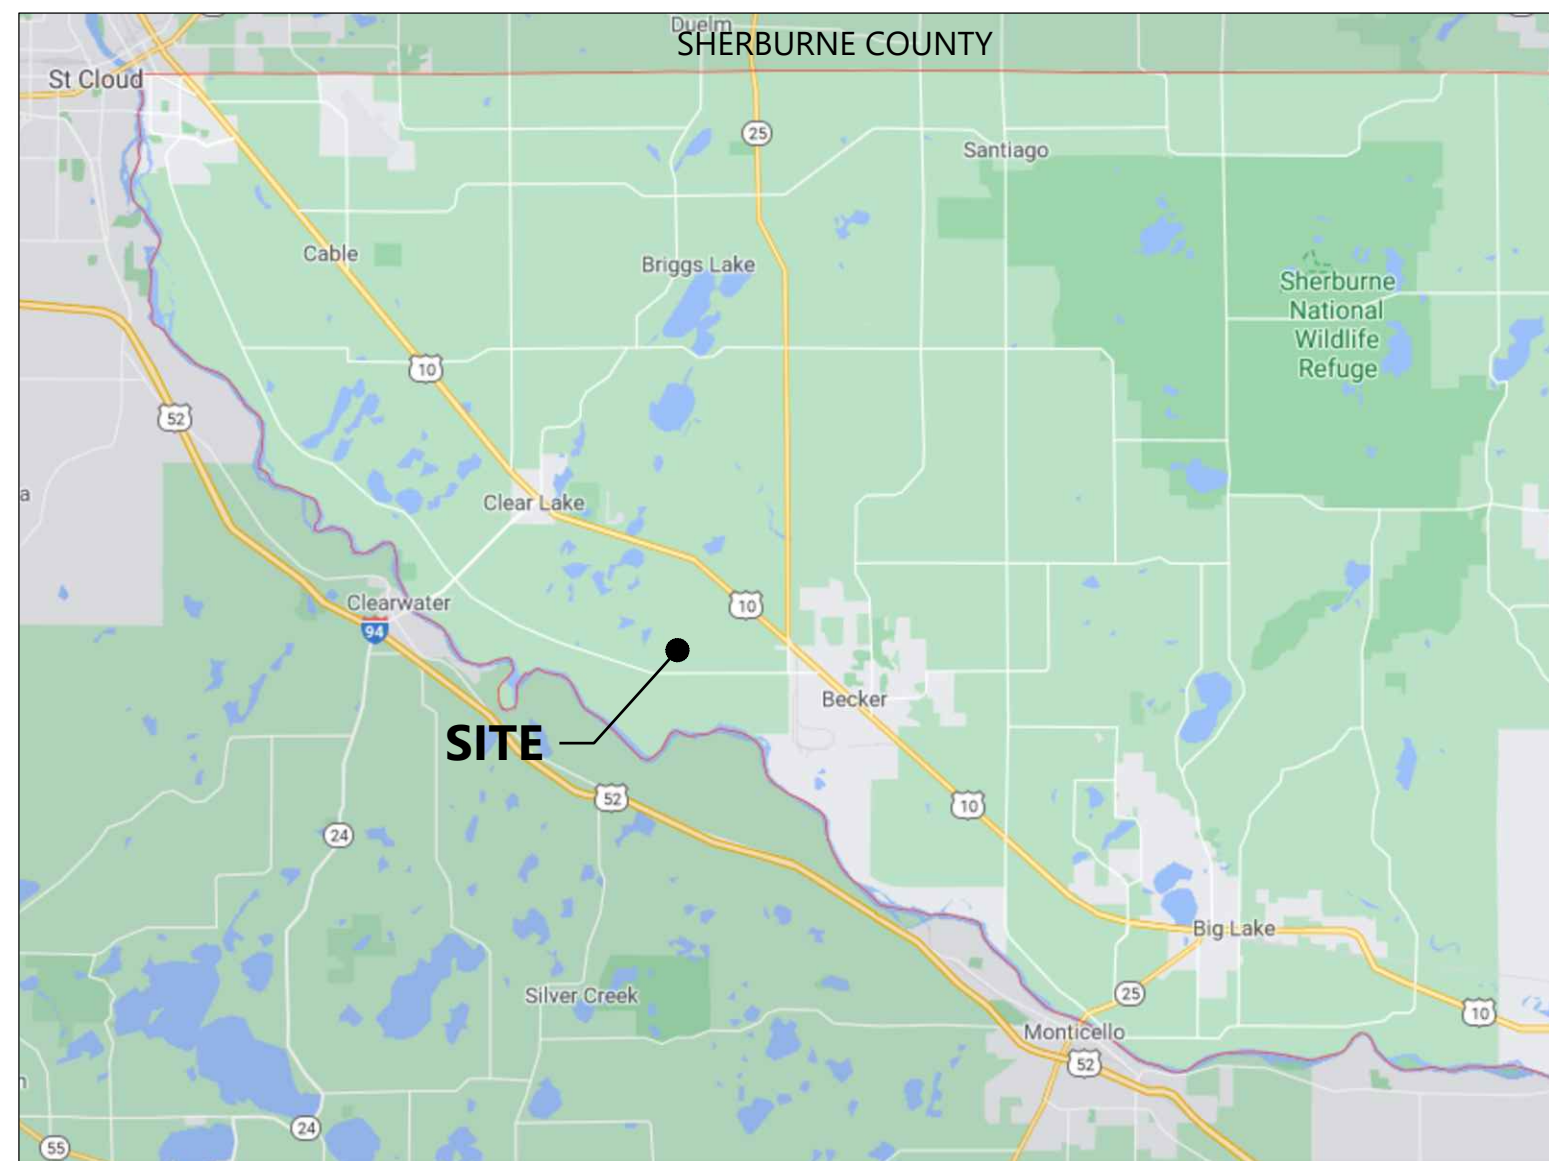 Duelm
SHERBURNE COUNTY
St Cloud
25
Santiago
Cable
Briggs Lake
Sherburne
National
Wildlife
Refuge
10
52
a
Clear Lake
Clearwater
94
10
Becker
SITE
52
10
24
Big Lake
Silver Creek
25
10
Monticello
52
24
55